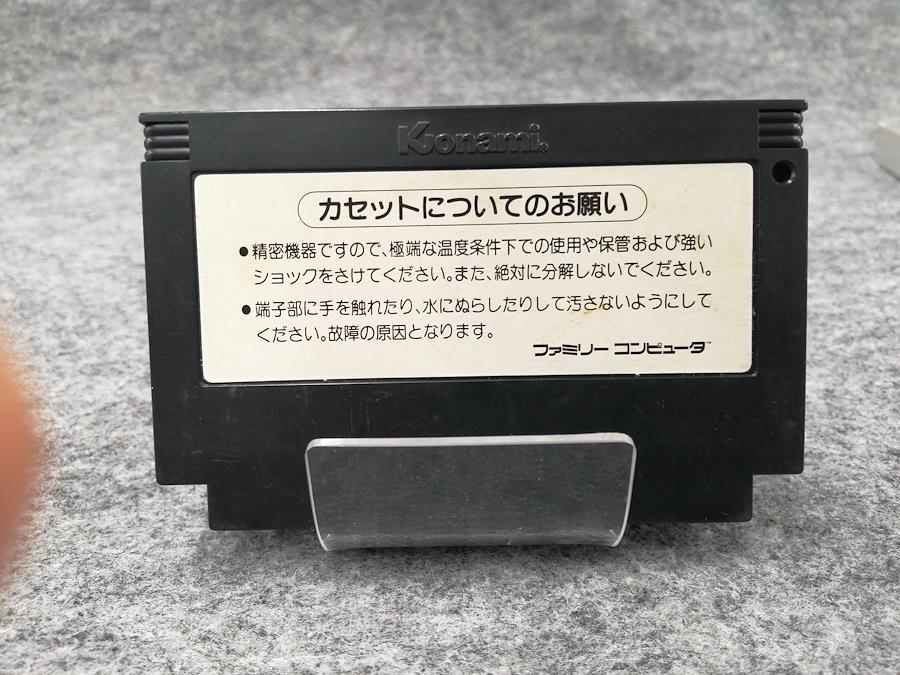 Konami®
カセットについてのお願い
●精密機器ですので、極端な温度条件下での使用や保管および強い
ショックをさけてください。また、絶対に分解しないでください。
●端子部に手を触れたり、水にぬらしたりして汚さないようにして
ください。故障の原因となります。
ファミリー コンピュータ™